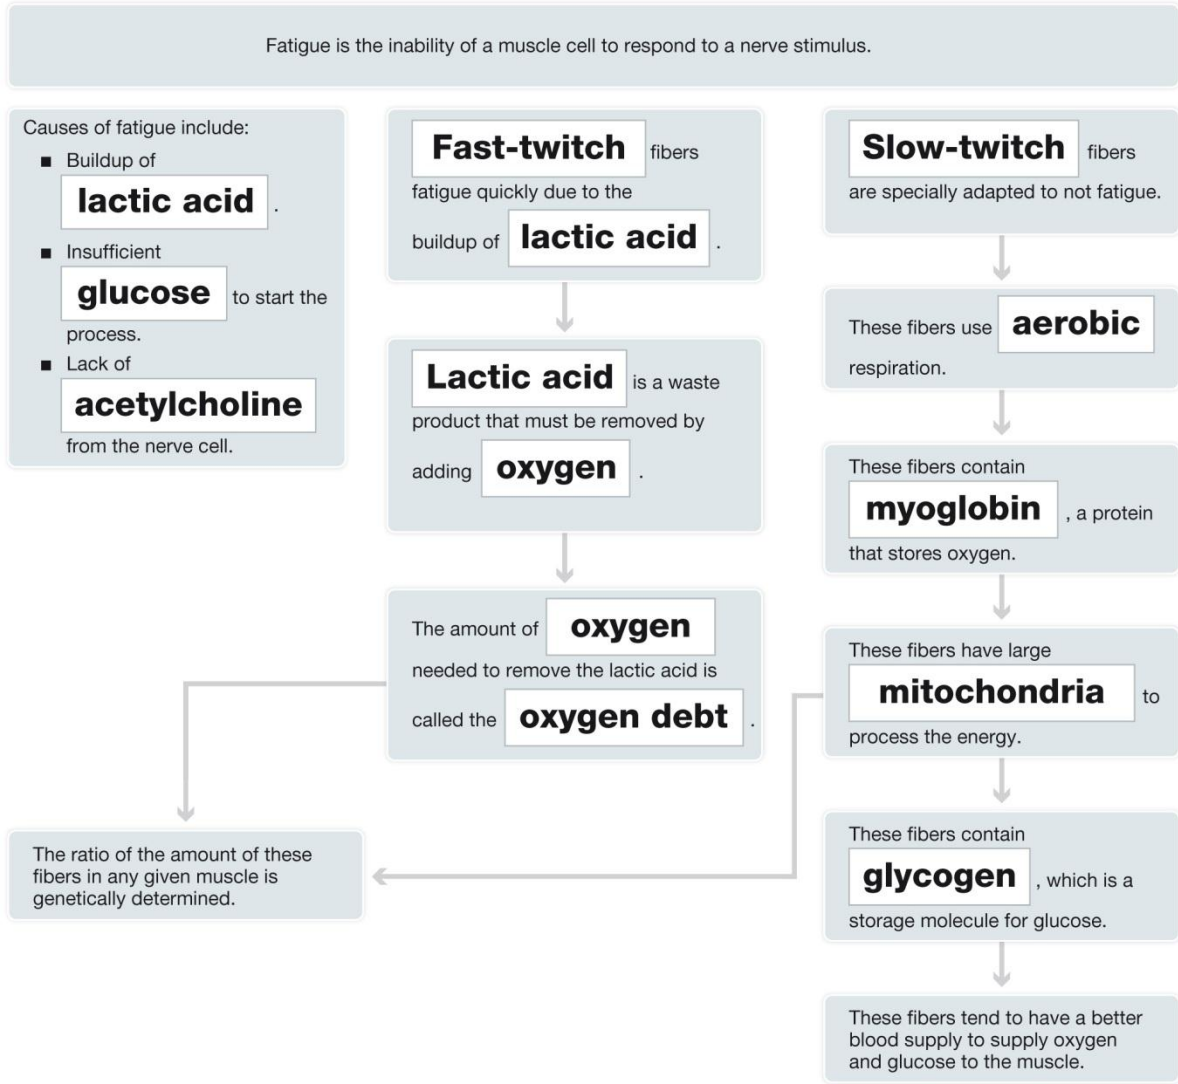 Fatigue is the inability of a muscle cell to respond to a nerve stimulus.
Causes of fatigue include:
■ Buildup of
lactic acid .
■ Insufficient
glucose to start the
process.
■ Lack of
acetylcholine
from the nerve cell.
Fast-twitch fibers
fatigue quickly due to the
buildup of lactic acid .
Lactic acid is a waste
product that must be removed by
adding oxygen .
The amount of oxygen
needed to remove the lactic acid is
called the oxygen debt .
The ratio of the amount of these
fibers in any given muscle is
genetically determined.
Slow-twitch fibers
are specially adapted to not fatigue.
These fibers use aerobic
respiration.
These fibers contain
myoglobin , a protein
that stores oxygen.
These fibers have large
mitochondria to
process the energy.
These fibers contain
glycogen , which is a
storage molecule for glucose.
These fibers tend to have a better
blood supply to supply oxygen
and glucose to the muscle.